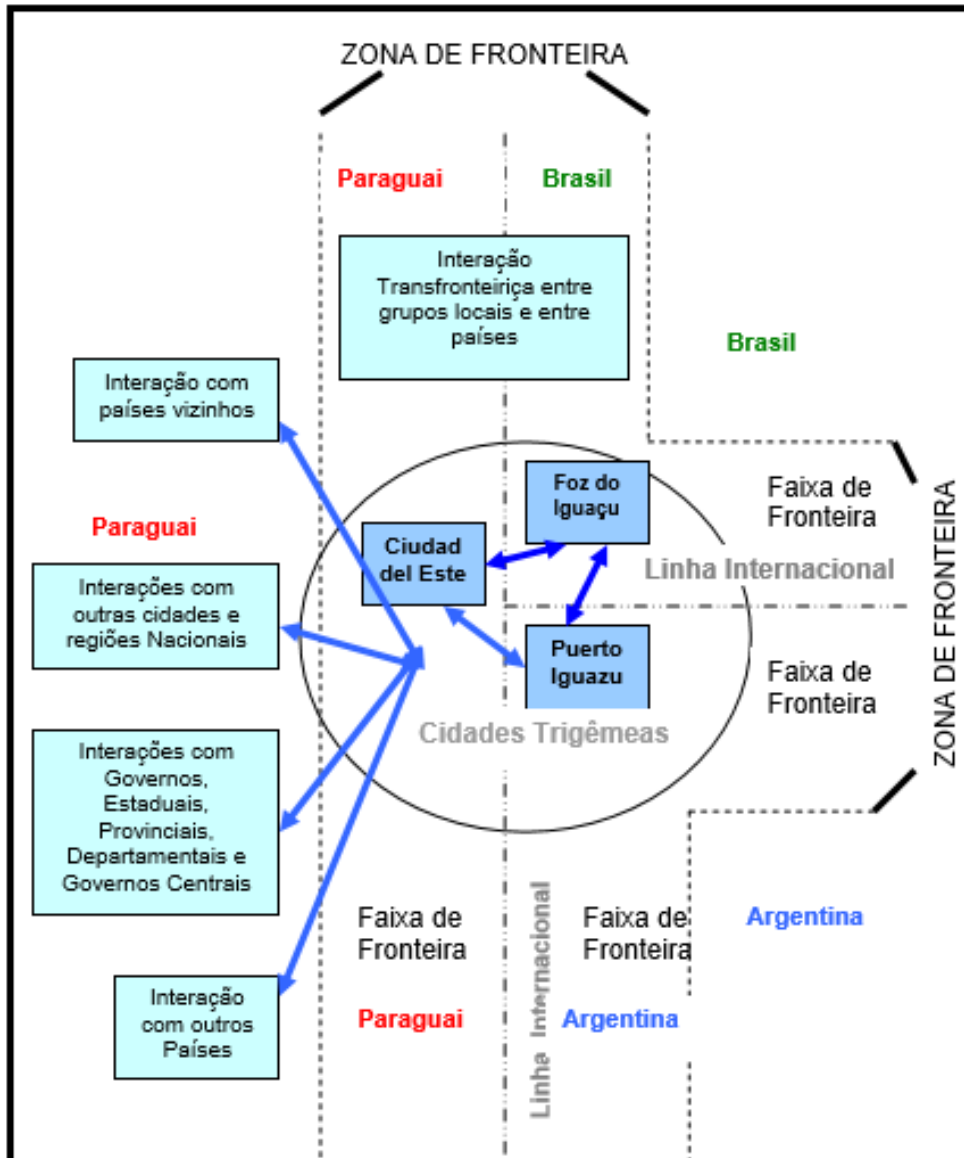 ZONA DE FRONTEIRA
Paraguai
Brasil
Interação
Transfronteiriça entre
grupos locais e entre
países
Brasil
Interação com
países vizinhos
Foz do
Iguaçu
Faixa de
Fronteira
ZONA DE FRONTEIRA
Paraguai
Ciudad
del Este
Linha Internacional
Interações com
outras cidades e
regiões Nacionais
Puerto
Iguazu
Faixa de
Fronteira
Cidades Trigêmeas
Interações com
Governos,
Estaduais,
Provinciais,
Departamentais e
Governos Centrais
Faixa de
Fronteira
Linha Internacional
Faixa de
Fronteira
Argentina
Interação
com outros
Países
Paraguai
Argentina